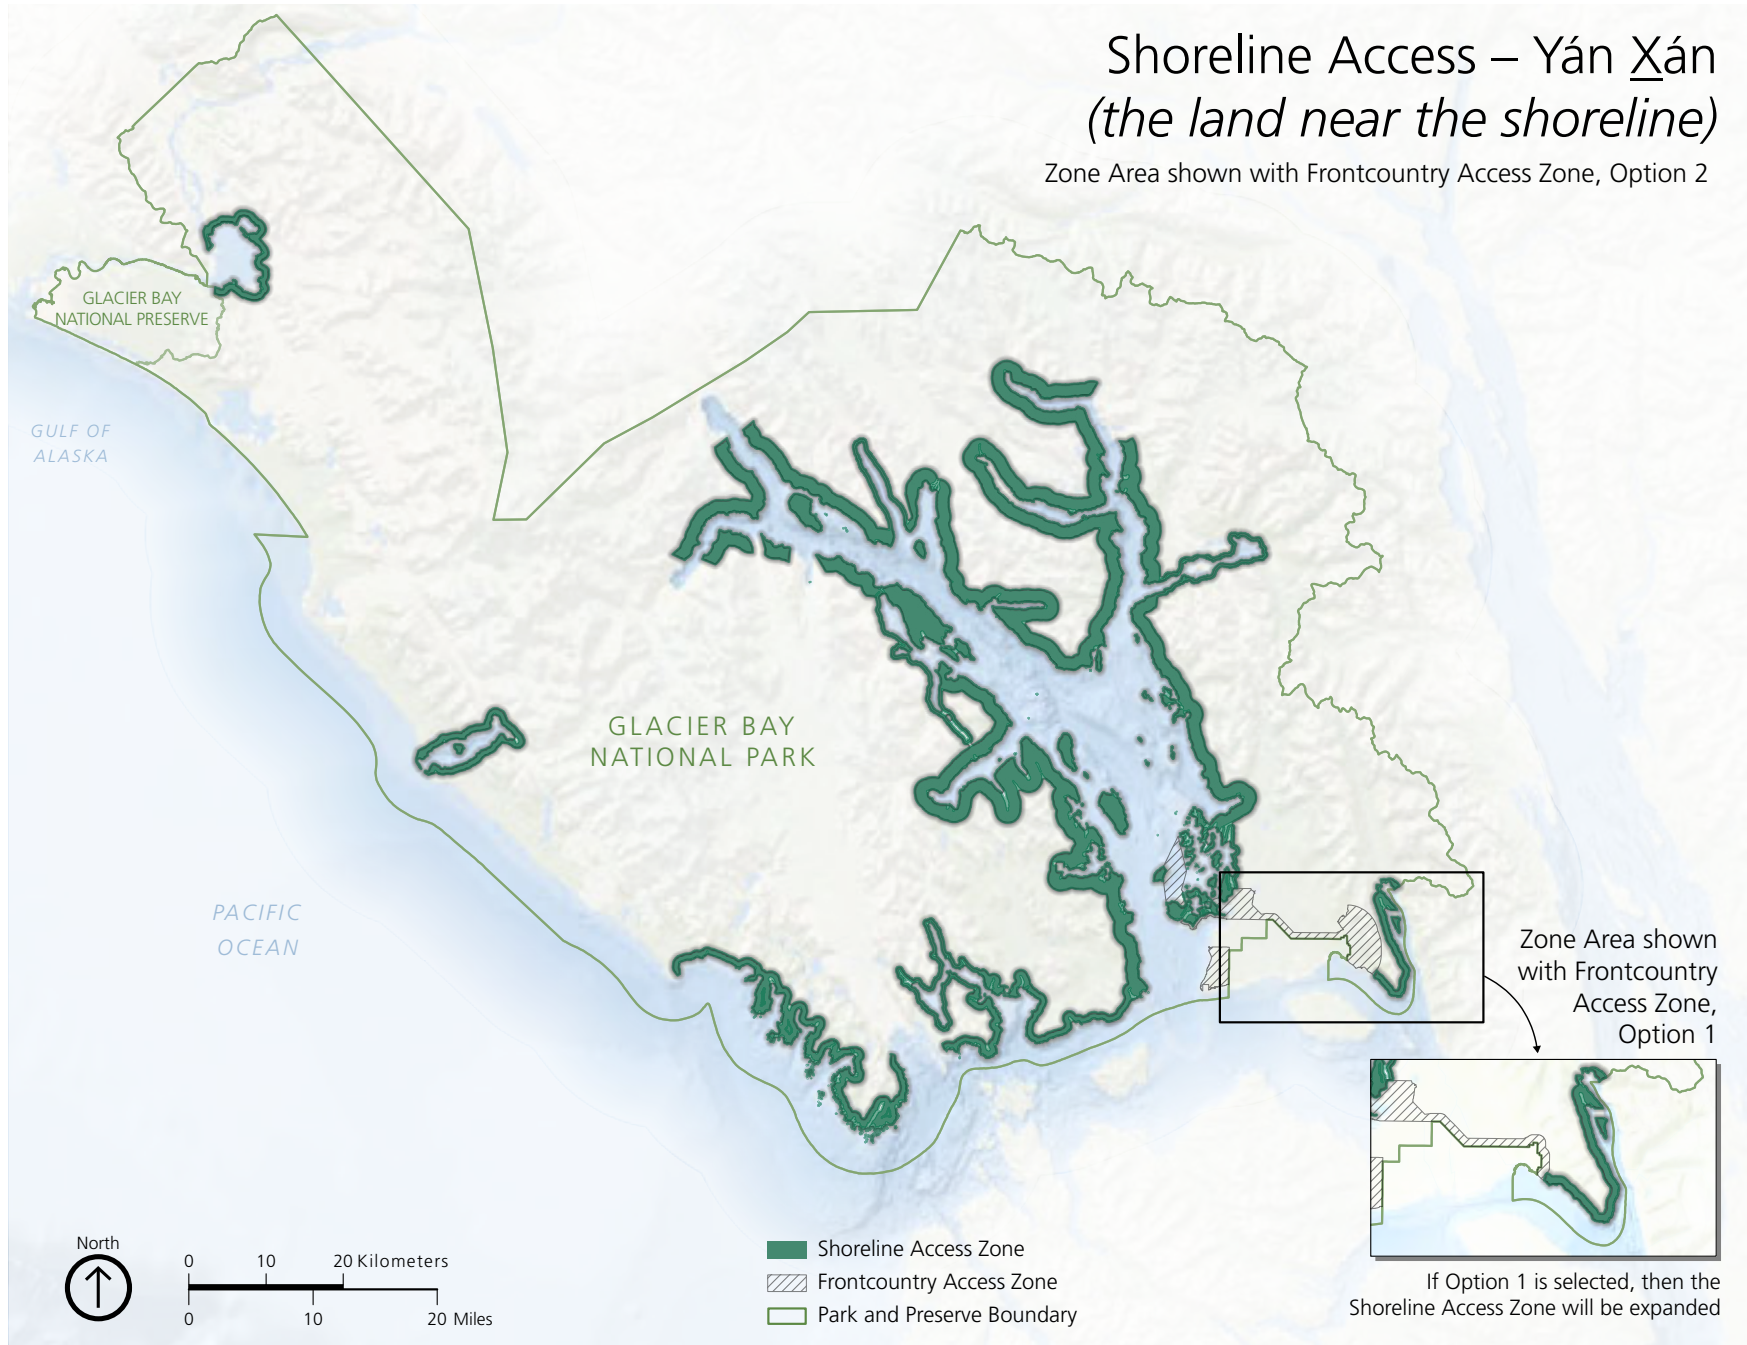 Shoreline Access – Yán X̲án
(the land near the shoreline)
Zone Area shown with Frontcountry Access Zone, Option 2
GLACIER BAY
NATIONAL PRESERVE
GULF OF
ALASKA
GLACIER BAY
NATIONAL PARK
PACIFIC
OCEAN
Zone Area shown
with Frontcountry
Access Zone,
Option 1
If Option 1 is selected, then the
Shoreline Access Zone will be expanded
North
0 10 20 Kilometers
0 10 20 Miles
Shoreline Access Zone
Frontcountry Access Zone
Park and Preserve Boundary